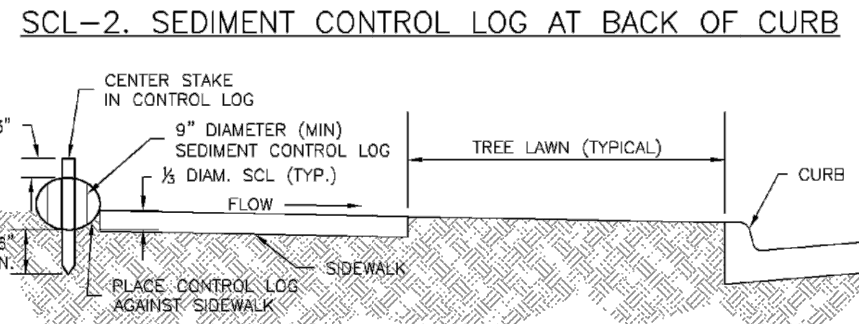 SCL-2. SEDIMENT CONTROL LOG AT BACK OF CURB
CENTER STAKE
IN CONTROL LOG
9" DIAMETER (MIN)
SEDIMENT CONTROL LOG
⅓ DIAM. SCL (TYP.)
FLOW
TREE LAWN (TYPICAL)
CURB
SIDEWALK
PLACE CONTROL LOG
AGAINST SIDEWALK